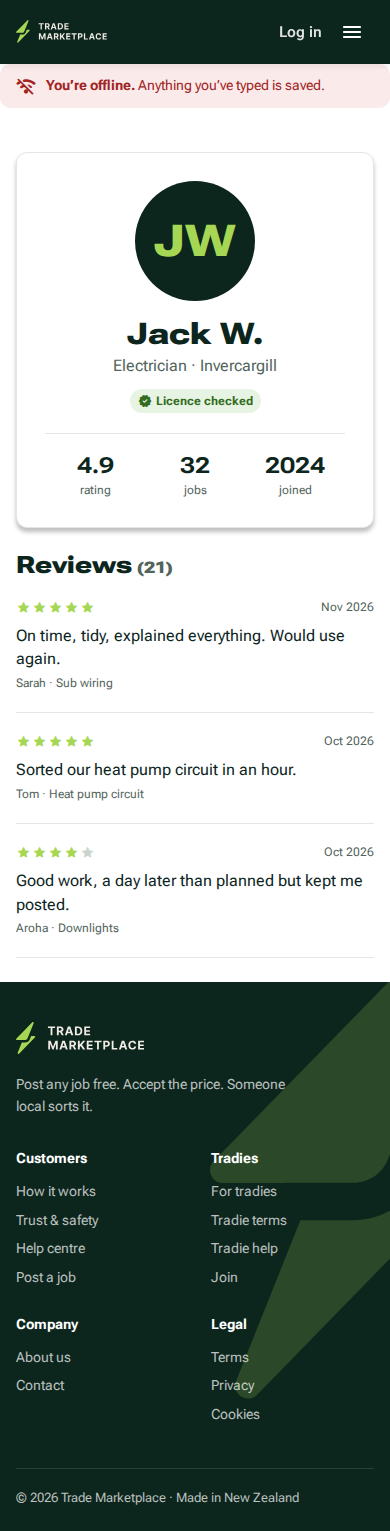 TRADE
MARKETPLACE
Log in
You're offline. Anything you've typed is saved.
JW
Jack W.
Electrician · Invercargill
Licence checked
4.9 32 2024
rating jobs joined
Reviews (21)
Nov 2026
On time, tidy, explained everything. Would use
again.
Sarah · Sub wiring
Oct 2026
Sorted our heat pump circuit in an hour.
Tom · Heat pump circuit
Oct 2026
Good work, a day later than planned but kept me
posted.
Aroha · Downlights
TRADE
MARKETPLACE
Post any job free. Accept the price. Someone
local sorts it.
Customers
How it works
Trust & safety
Help centre
Post a job
Tradies
For tradies
Tradie terms
Tradie help
Join
Company
About us
Contact
Legal
Terms
Privacy
Cookies
© 2026 Trade Marketplace · Made in New Zealand